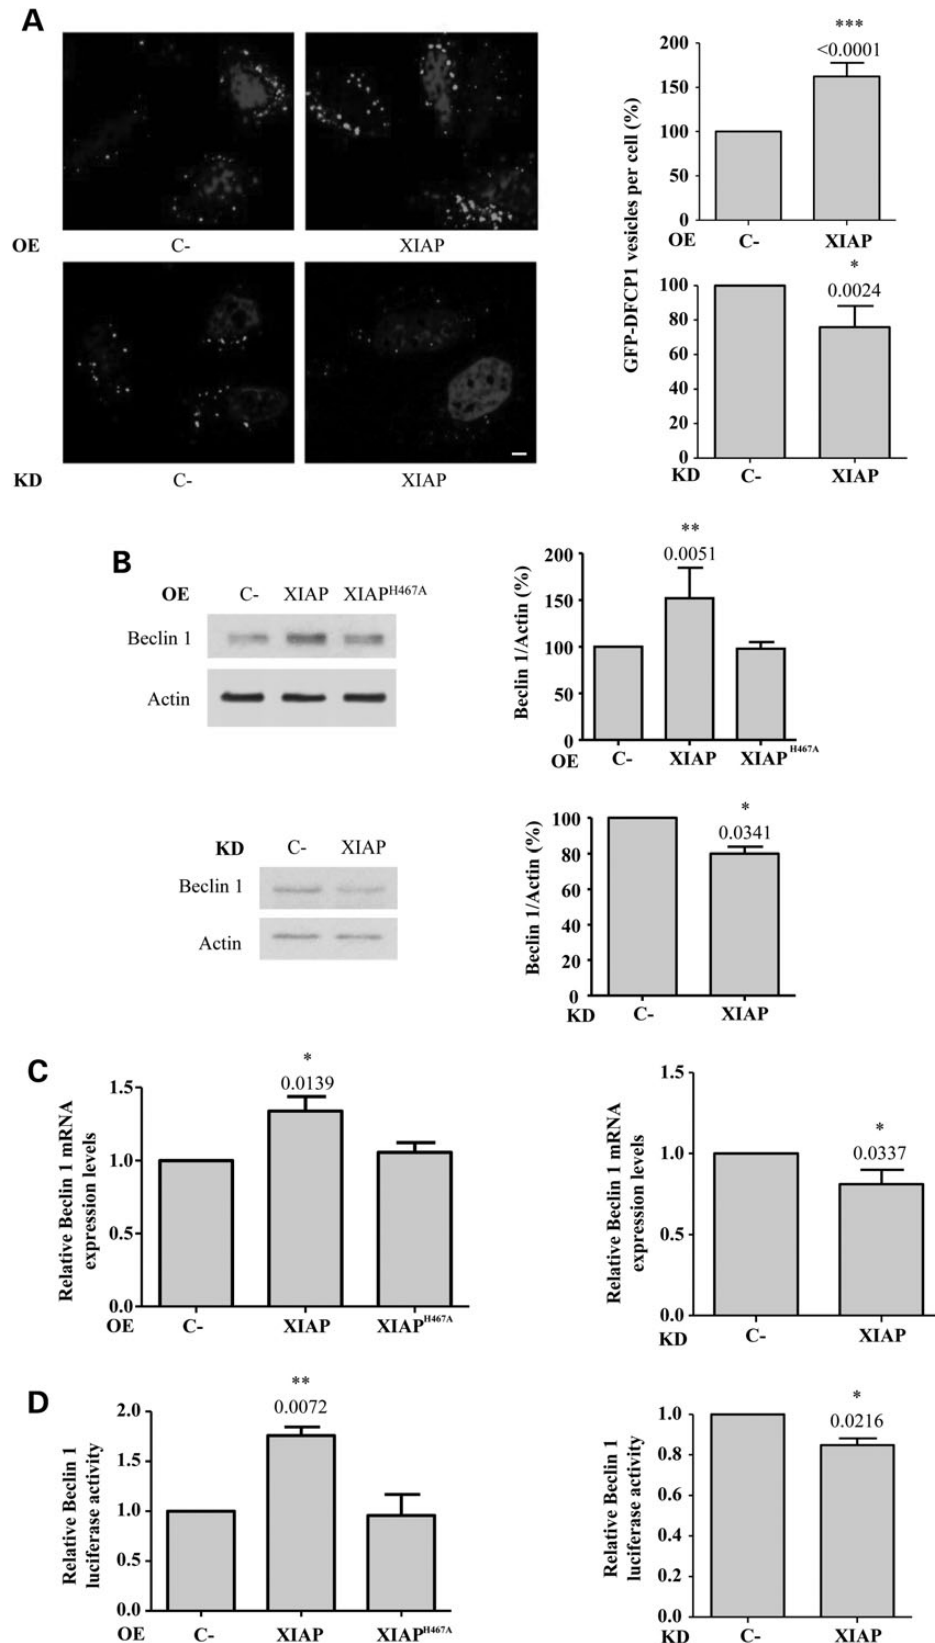 A
OE
C-
XIAP
KD
C-
XIAP
GFP-DFCP1 vesicles per cell (%)
***
<0.0001
200
150
100
50
0
OE
C-
XIAP
*
0.0024
100
80
60
40
20
0
KD
C-
XIAP
B
OE C- XIAP XIAPH467A
Beclin 1
Actin
Beclin 1/Actin (%)
**
0.0051
200
150
100
50
0
OE
C-
XIAP
XIAPH467A
KD C- XIAP
Beclin 1
Actin
Beclin 1/Actin (%)
*
0.0341
100
80
60
40
20
0
KD
C-
XIAP
C
Relative Beclin 1 mRNA
expression levels
*
0.0139
1.5
1.0
0.5
0.0
OE
C-
XIAP
XIAPH467A
Relative Beclin 1 mRNA
expression levels
*
0.0337
1.5
1.0
0.5
0.0
KD
C-
XIAP
D
Relative Beclin 1
luciferase activity
**
0.0072
2.0
1.5
1.0
0.5
0.0
OE
C-
XIAP
XIAPH467A
Relative Beclin 1
luciferase activity
*
0.0216
1.0
0.8
0.6
0.4
0.2
0.0
KD
C-
XIAP